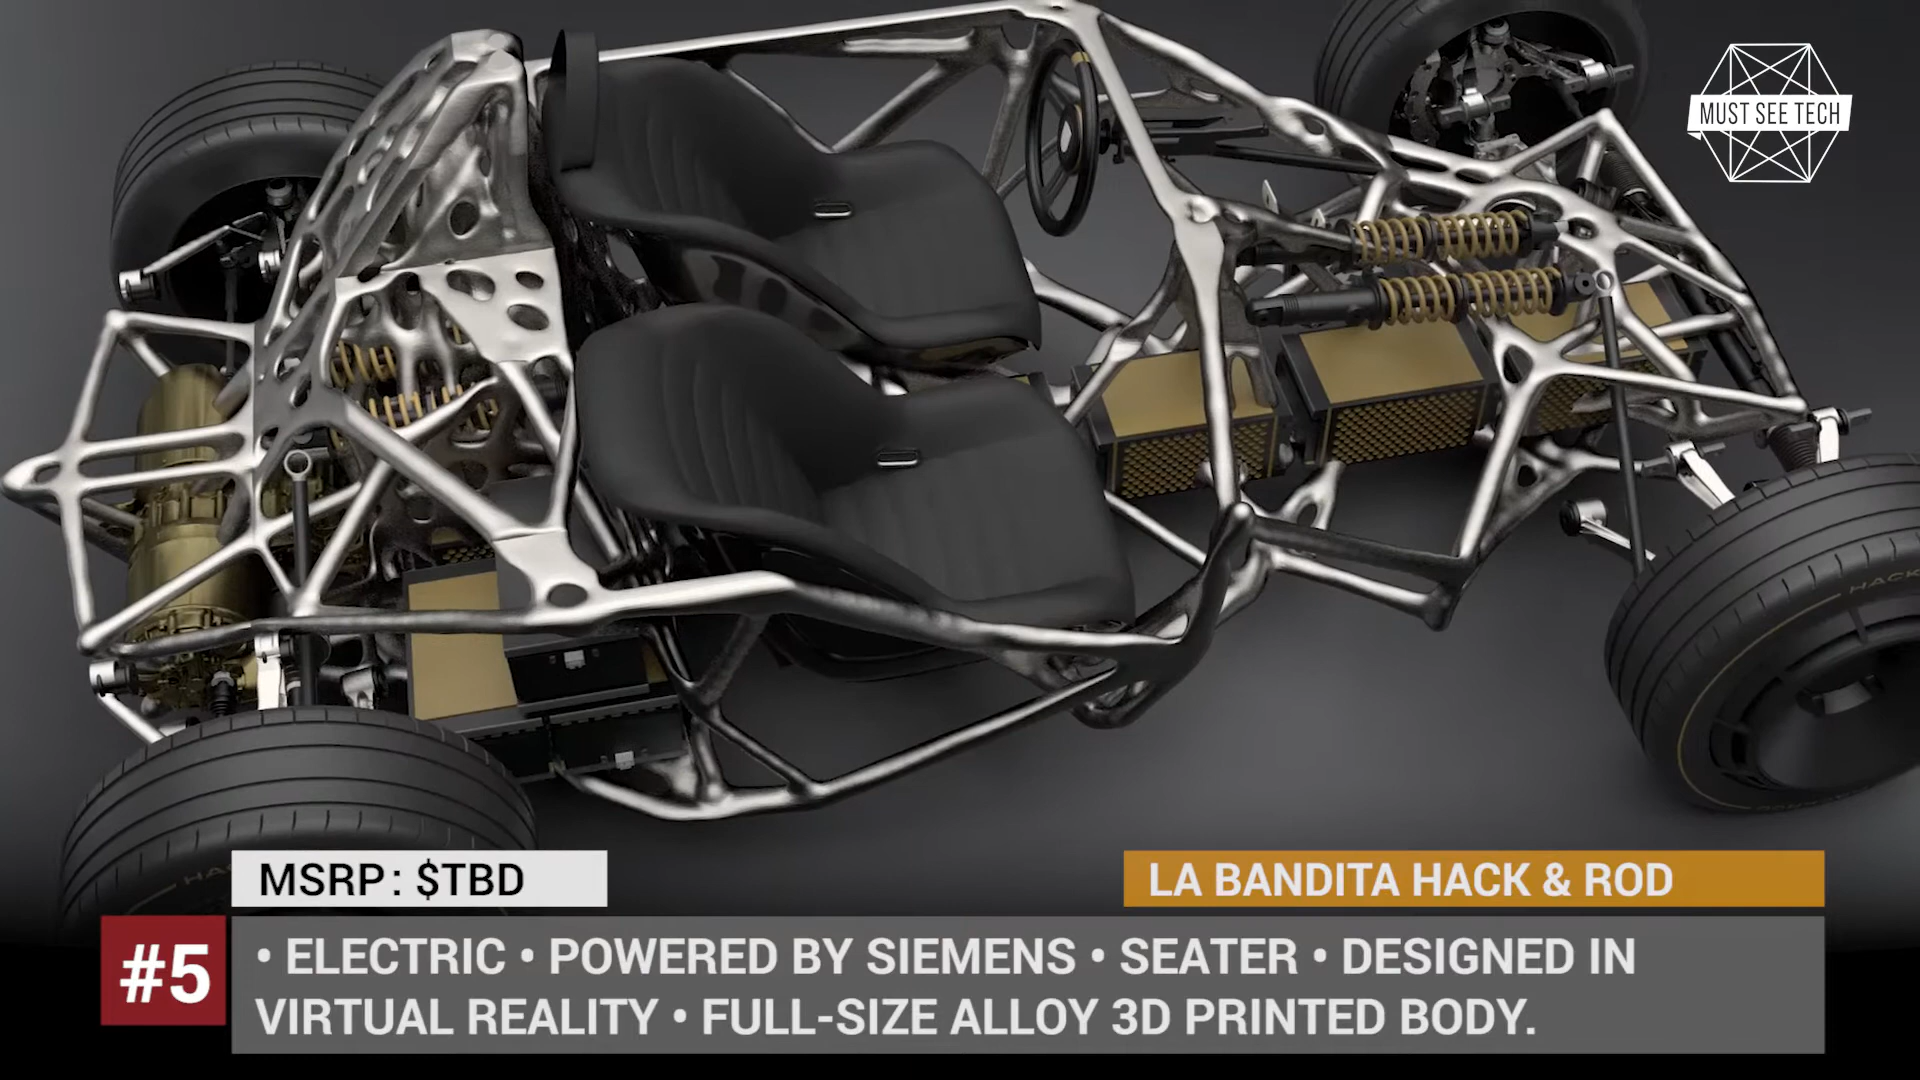 MUST SEE TECH
HACK
MSRP: $TBD
LA BANDITA HACK & ROD
#5
• ELECTRIC • POWERED BY SIEMENS • SEATER • DESIGNED IN
VIRTUAL REALITY • FULL-SIZE ALLOY 3D PRINTED BODY.